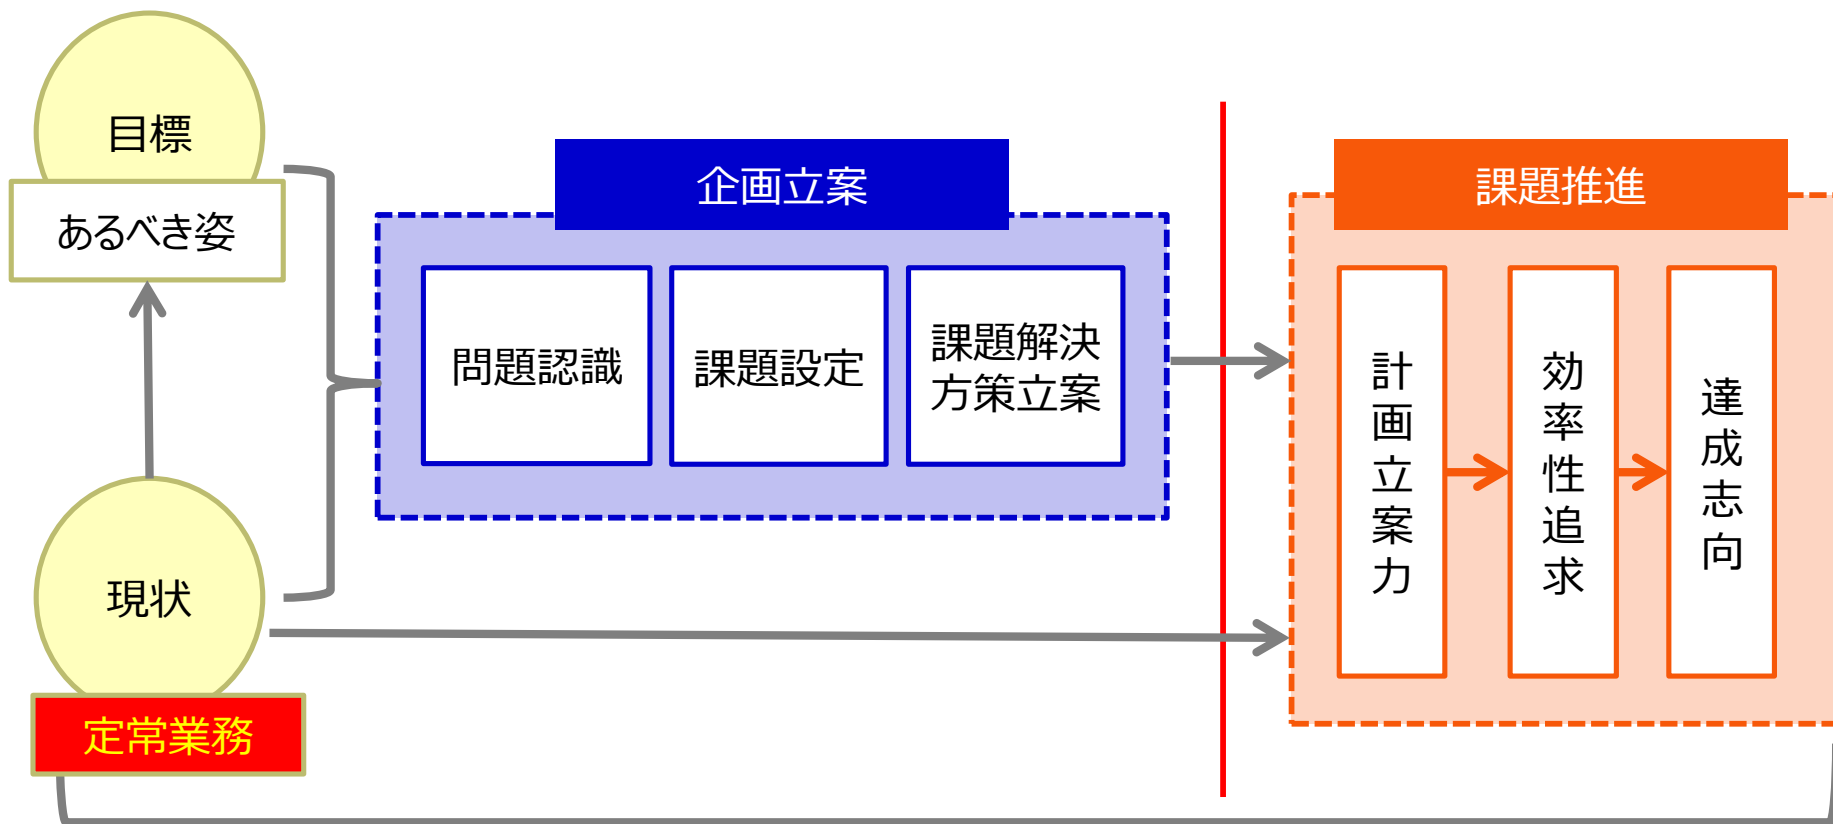 目標
あるべき姿
現状
定常業務
企画立案
問題認識
課題設定
課題解決
方策立案
課題推進
計画立案力
効率性追求
達成志向